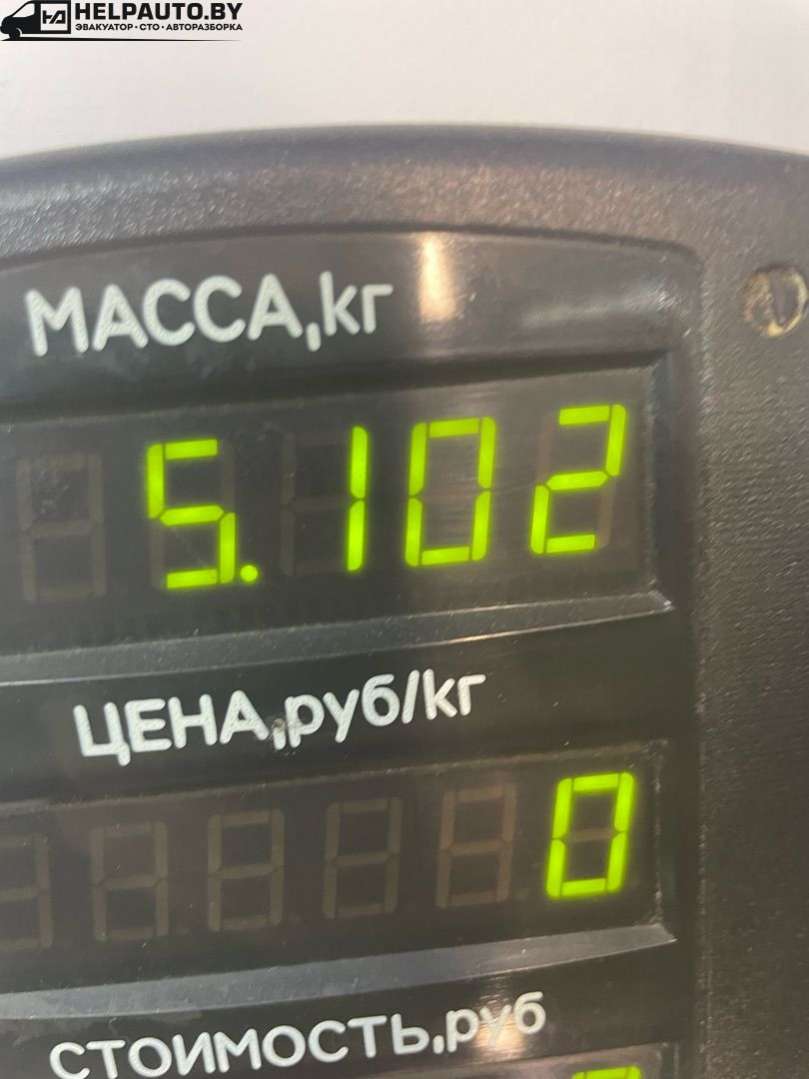 HELPAUTO.BY
ЭВАКУАТОР · СТО · АВТОРАЗБОРКА
МАССА,кг
5.102
ЦЕНА,руб/кг
0
СТОИМОСТЬ,руб